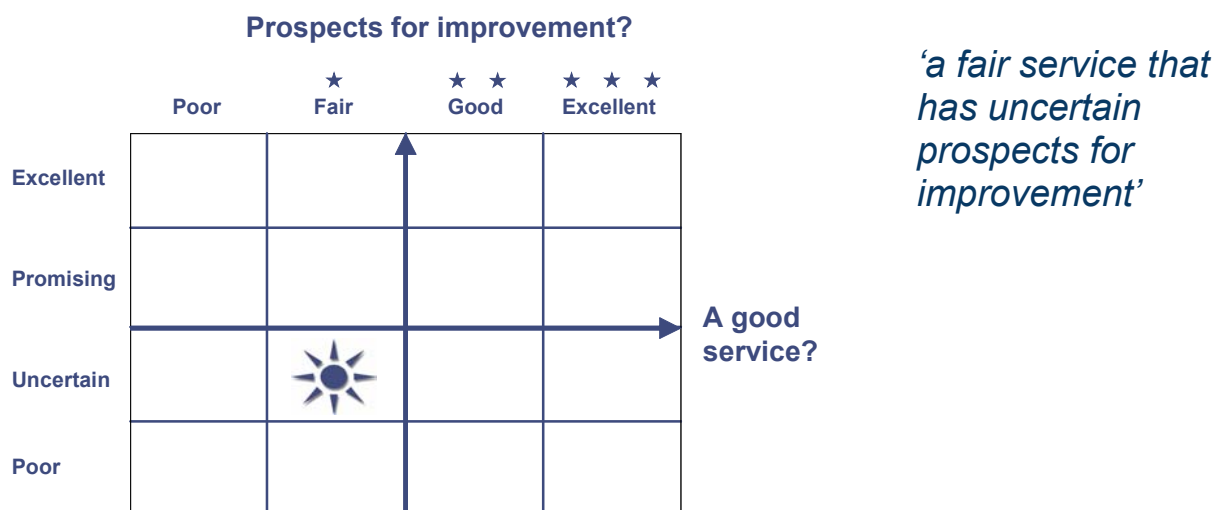 Prospects for improvement?
★ ★ ★ ★ ★ ★
Poor Fair Good Excellent
Excellent
Promising
Uncertain
Poor
A good
service?
‘a fair service that
has uncertain
prospects for
improvement’